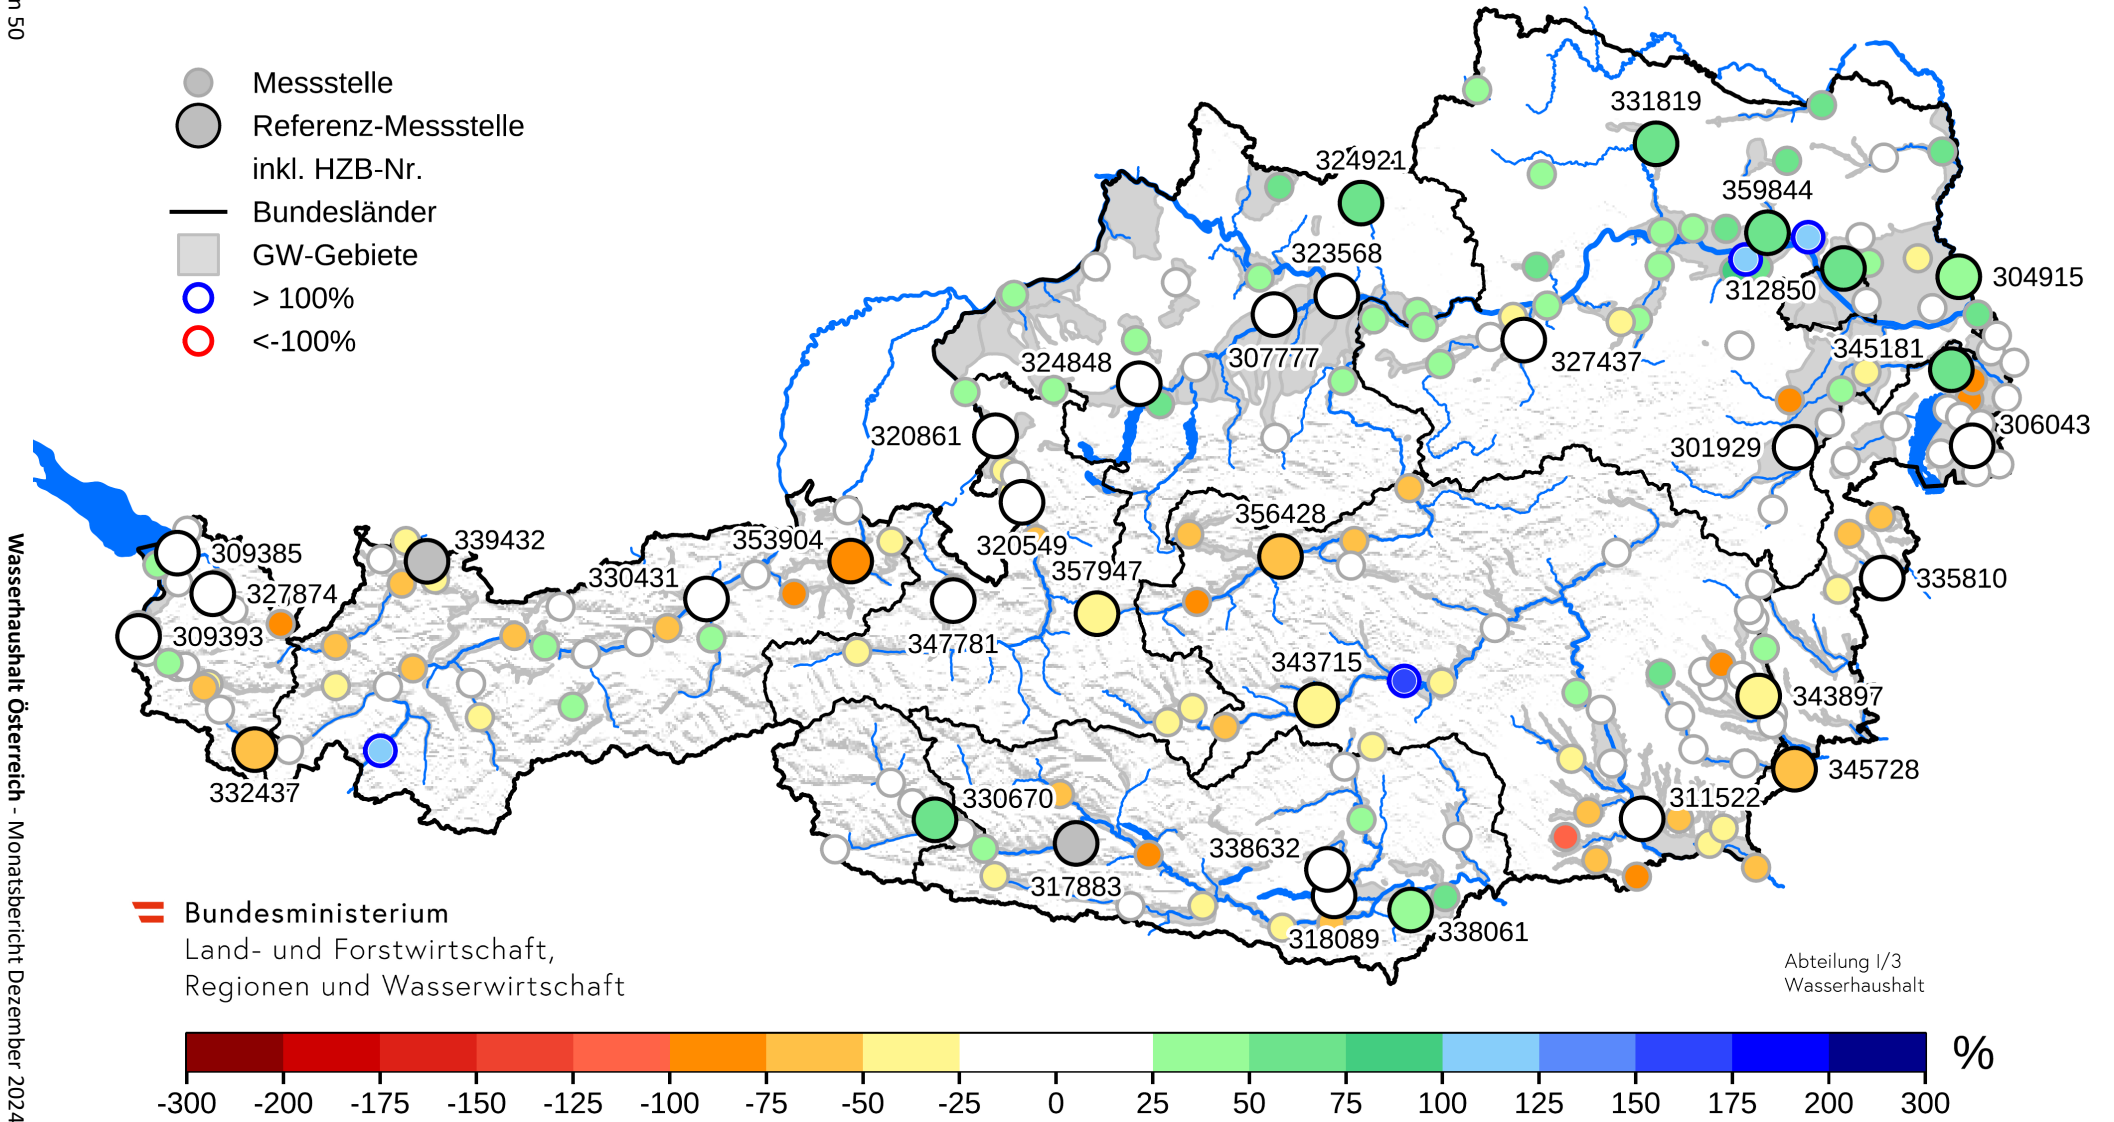 n 50
Wasserhaushalt Österreich - Monatsbericht Dezember 2024
Messstelle
Referenz-Messstelle
inkl. HZB-Nr.
Bundesländer
GW-Gebiete
> 100%
<-100%
331819
324921
359844
323568
304915
312850
307777
327437
345181
324848
306043
320861
301929
356428
309385
339432
353904
320549
357947
330431
335810
327874
309393
347781
343715
343897
332437
345728
330670
311522
338632
317883
318089
338061
Bundesministerium
Land- und Forstwirtschaft,
Regionen und Wasserwirtschaft
Abteilung I/3
Wasserhaushalt
%
-300 -200 -175 -150 -125 -100 -75 -50 -25 0 25 50 75 100 125 150 175 200 300